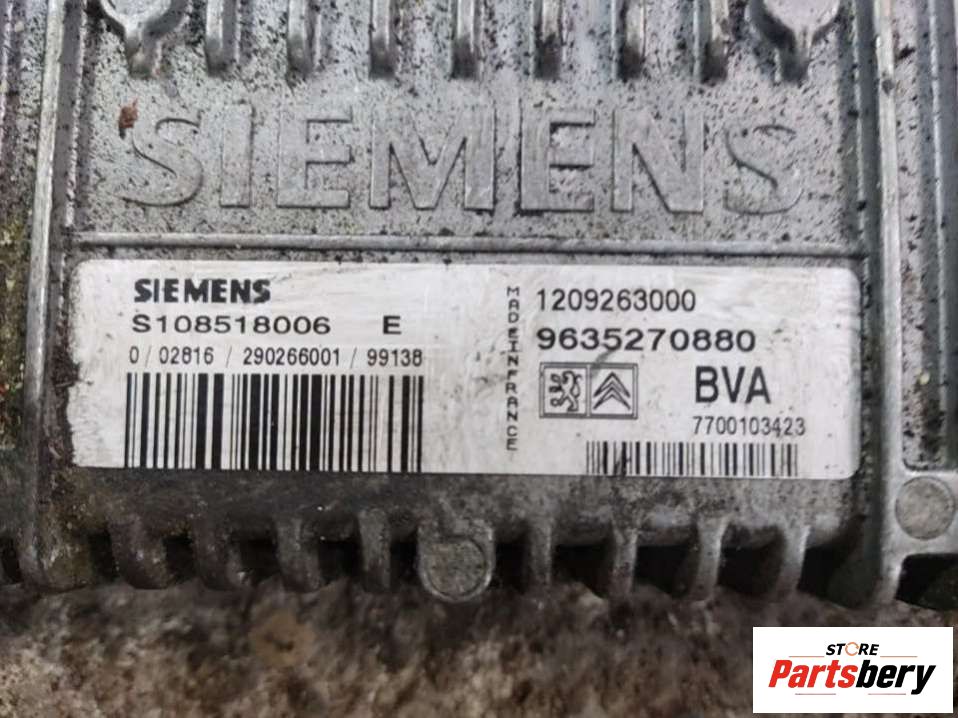 SIEMENS
SIEMENS
S108518006 E
0 / 02816 / 290266001 / 99138
MADE IN FRANCE
1209263000
9635270880
BVA
7700103423
STORE
Partsbery